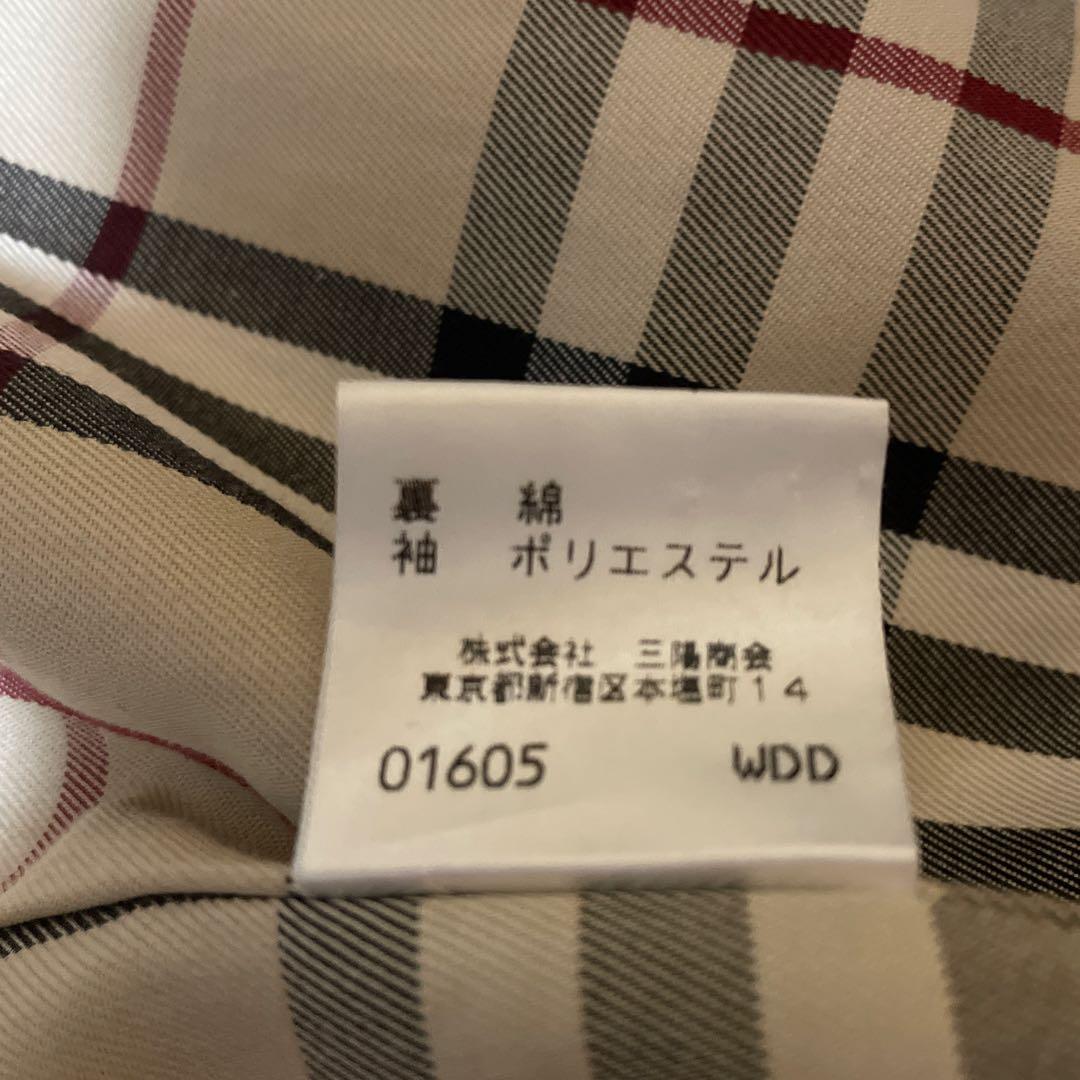 裏 綿
袖 ポリエステル
株式会社 三陽商会
東京都新宿区本塩町14
01605 WDD